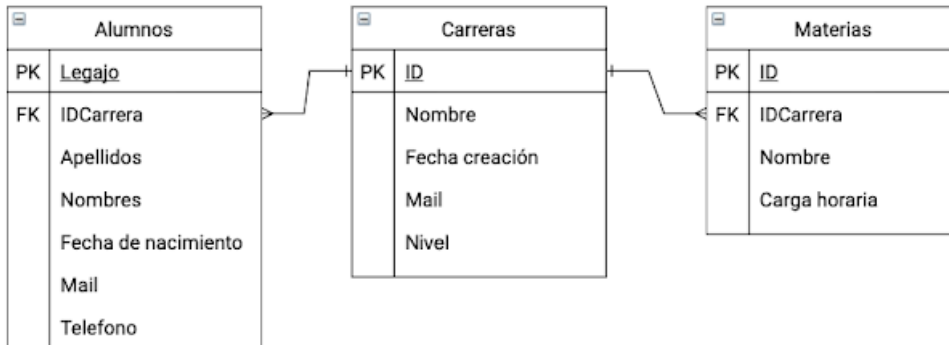 Alumnos
PK Legajo
FK IDCarrera
Apellidos
Nombres
Fecha de nacimiento
Mail
Telefono
Carreras
PK ID
Nombre
Fecha creación
Mail
Nivel
Materias
PK ID
FK IDCarrera
Nombre
Carga horaria